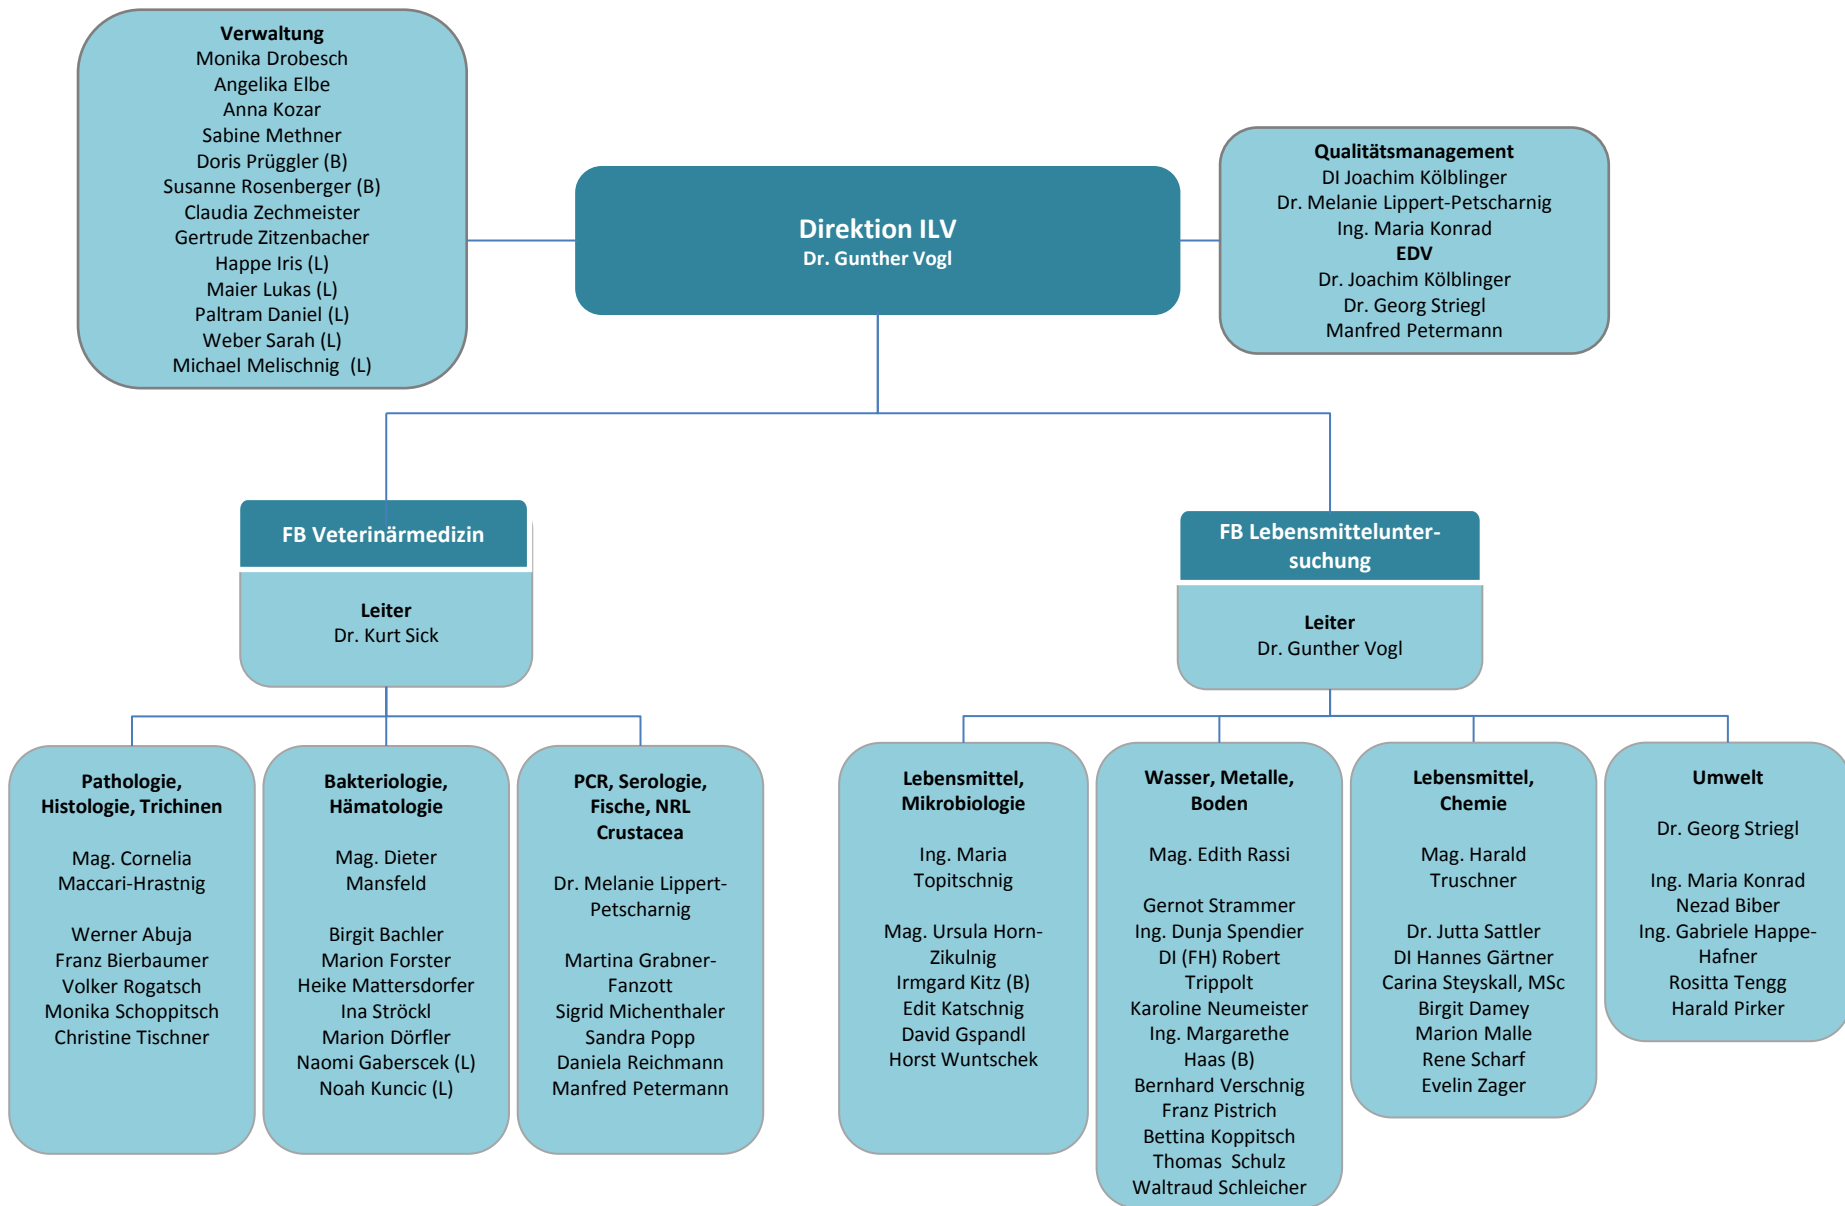 Verwaltung
Monika Drobesch
Angelika Elbe
Anna Kozar
Sabine Methner
Doris Prüggler (B)
Susanne Rosenberger (B)
Claudia Zechmeister
Gertrude Zitzenbacher
Happe Iris (L)
Maier Lukas (L)
Paltram Daniel (L)
Weber Sarah (L)
Michael Melischnig  (L)
Direktion ILV
Dr. Gunther Vogl
Qualitätsmanagement
DI Joachim Kölblinger
Dr. Melanie Lippert-Petscharnig
Ing. Maria Konrad
EDV
Dr. Joachim Kölblinger
Dr. Georg Striegl
Manfred Petermann
FB Veterinärmedizin
Leiter
Dr. Kurt Sick
FB Lebensmittelunter-
suchung
Leiter
Dr. Gunther Vogl
Pathologie,
Histologie, Trichinen
Mag. Cornelia
Maccari-Hrastnig
Werner Abuja
Franz Bierbaumer
Volker Rogatsch
Monika Schoppitsch
Christine Tischner
Bakteriologie,
Hämatologie
Mag. Dieter
Mansfeld
Birgit Bachler
Marion Forster
Heike Mattersdorfer
Ina Ströckl
Marion Dörfler
Naomi Gaberscek (L)
Noah Kuncic (L)
PCR, Serologie,
Fische, NRL
Crustacea
Dr. Melanie Lippert-
Petscharnig
Martina Grabner-
Fanzott
Sigrid Michenthaler
Sandra Popp
Daniela Reichmann
Manfred Petermann
Lebensmittel,
Mikrobiologie
Ing. Maria
Topitschnig
Mag. Ursula Horn-
Zikulnig
Irmgard Kitz (B)
Edit Katschnig
David Gspandl
Horst Wuntschek
Wasser, Metalle,
Boden
Mag. Edith Rassi
Gernot Strammer
Ing. Dunja Spendier
DI (FH) Robert
Trippolt
Karoline Neumeister
Ing. Margarethe
Haas (B)
Bernhard Verschnig
Franz Pistrich
Bettina Koppitsch
Thomas  Schulz
Waltraud Schleicher
Lebensmittel,
Chemie
Mag. Harald
Truschner
Dr. Jutta Sattler
DI Hannes Gärtner
Carina Steyskall, MSc
Birgit Damey
Marion Malle
Rene Scharf
Evelin Zager
Umwelt
Dr. Georg Striegl
Ing. Maria Konrad
Nezad Biber
Ing. Gabriele Happe-
Hafner
Rositta Tengg
Harald Pirker